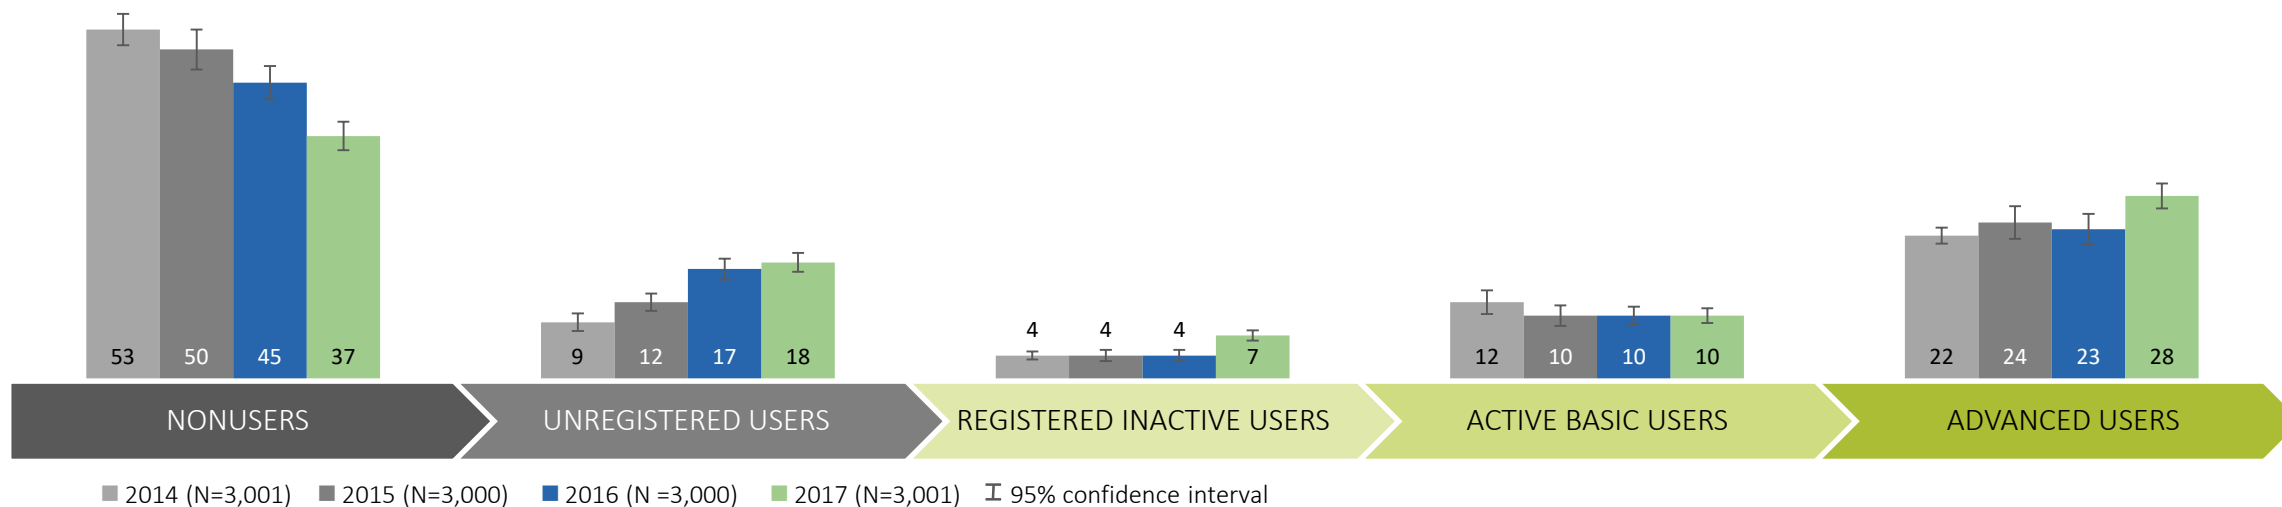 4 4 4
53 50 45 37 9 12 17 18 7 12 10 10 10 22 24 23 28
NONUSERS UNREGISTERED USERS REGISTERED INACTIVE USERS ACTIVE BASIC USERS ADVANCED USERS
2014 (N=3,001) 2015 (N=3,000) 2016 (N =3,000) 2017 (N=3,001) 95% confidence interval